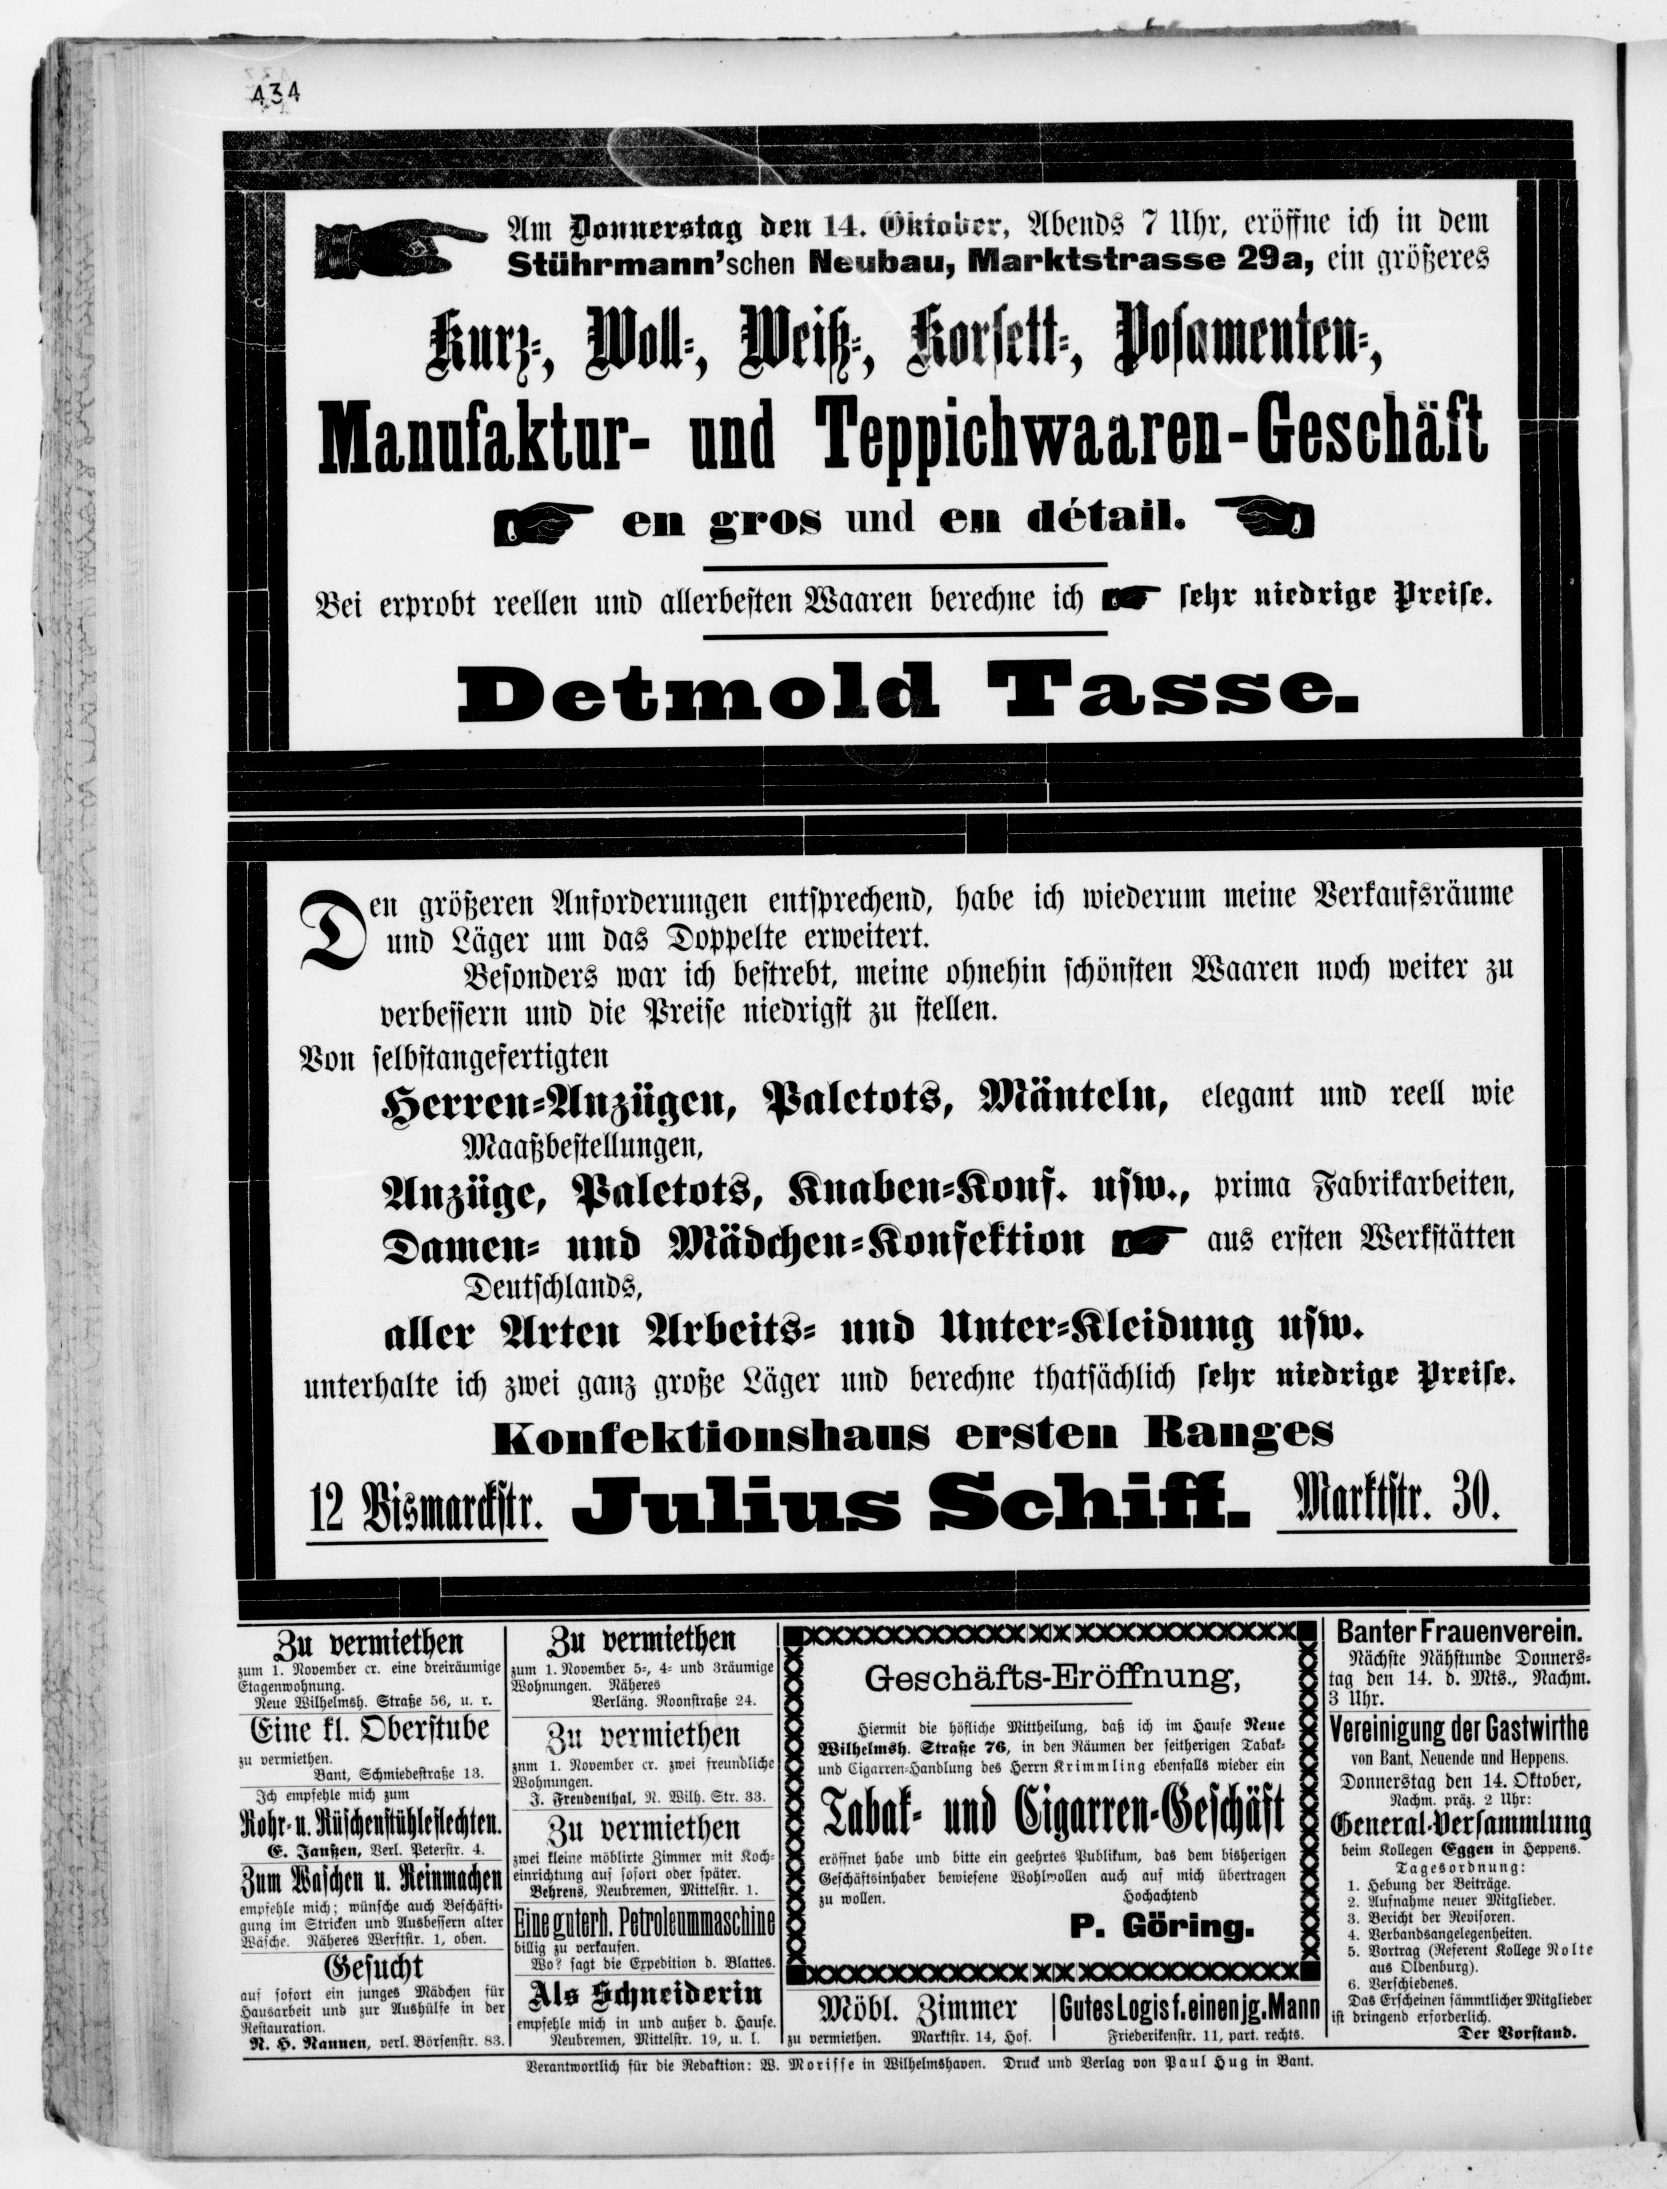 434
Am Donnerstag den 14. Oktober, Abends 7 Uhr, eröffne ich in dem
Stührmann'schen Neubau, Marktstrasse 29a, ein größeres
Kurz-, Woll-, Weiß-, Korsett-, Posamenten-,
Manufaktur- und Teppichwaaren-Geschäft
en gros und en détail.
Bei erprobt reellen und allerbesten Waaren berechne ich sehr niedrige Preise.
Detmold Tasse.
Den größeren Anforderungen entsprechend, habe ich wiederum meine Verkaufsräume
und Läger um das Doppelte erweitert.
Besonders war ich bestrebt, meine ohnehin schönsten Waaren noch weiter zu
verbessern und die Preise niedrigst zu stellen.
Von selbstangefertigten
Herren-Anzügen, Paletots, Mänteln, elegant und reell wie
Maaßbestellungen,
Anzüge, Paletots, Knaben-Konf. usw., prima Fabrikarbeiten,
Damen- und Mädchen-Konfektion aus ersten Werkstätten
Deutschlands,
aller Arten Arbeits- und Unter-Kleidung usw.
unterhalte ich zwei ganz große Läger und berechne thatsächlich sehr niedrige Preise.
Konfektionshaus ersten Ranges
12 Bismarckstr. Julius Schiff. Marktstr. 30.
Zu vermiethen
zum 1. November cr. eine dreiräumige
Etagenwohnung.
Neue Wilhelmsh. Straße 56, u. r.
Eine kl. Oberstube
zu vermiethen.
Bant, Schmiedestraße 13.
Ich empfehle mich zum
Rohr- u. Rüschenstühleflechten.
E. Janßen, Verl. Peterstr. 4.
Zum Waschen u. Reinmachen
empfehle mich; wünsche auch Beschäfti-
gung im Stricken und Ausbessern alter
Wäsche. Näheres Werftstr. 1, oben.
Gesucht
auf sofort ein junges Mädchen für
Hausarbeit und zur Aushülfe in der
Restauration.
R. H. Nannen, verl. Börsenstr. 83.
Zu vermiethen
zum 1. November 5-, 4- und 3räumige
Wohnungen. Näheres
Verläng. Roonstraße 24.
Zu vermiethen
zum 1. November cr. zwei freundliche
Wohnungen.
J. Freudenthal, N. Wilh. Str. 33.
Zu vermiethen
zwei kleine möblirte Zimmer mit Koch-
einrichtung auf sofort oder später.
Behrens, Neubremen, Mittelstr. 1.
Eine guterh. Petroleummaschine
billig zu verkaufen.
Wo? sagt die Expedition d. Blattes.
Als Schneiderin
empfehle mich in und außer d. Hause.
Neubremen, Mittelstr. 19, u. l.
Geschäfts-Eröffnung,
Hiermit die höfliche Mittheilung, daß ich im Hause Neue
Wilhelmsh. Straße 76, in den Räumen der seitherigen Tabak-
und Cigarren-Handlung des Herrn Krimmling ebenfalls wieder ein
Tabak- und Cigarren-Geschäft
eröffnet habe und bitte ein geehrtes Publikum, das dem bisherigen
Geschäftsinhaber bewiesene Wohlwollen auch auf mich übertragen
zu wollen. Hochachtend
P. Göring.
Möbl. Zimmer
zu vermiethen. Marktstr. 14, Hof.
Gutes Logis f. einen jg. Mann
Friederikenstr. 11, part. rechts.
Banter Frauenverein.
Nächste Nähstunde Donners-
tag den 14. d. Mts., Nachm.
3 Uhr.
Vereinigung der Gastwirthe
von Bant, Neuende und Heppens.
Donnerstag den 14. Oktober,
Nachm. präz. 2 Uhr:
General-Versammlung
beim Kollegen Eggen in Heppens.
Tagesordnung:
1. Hebung der Beiträge.
2. Aufnahme neuer Mitglieder.
3. Bericht der Revisoren.
4. Verbandsangelegenheiten.
5. Vortrag (Referent Kollege Nolte
aus Oldenburg).
6. Verschiedenes.
Das Erscheinen sämmtlicher Mitglieder
ist dringend erforderlich.
Der Vorstand.
Verantwortlich für die Redaktion: W. Morisse in Wilhelmshaven. Druck und Verlag von Paul Hug in Bant.